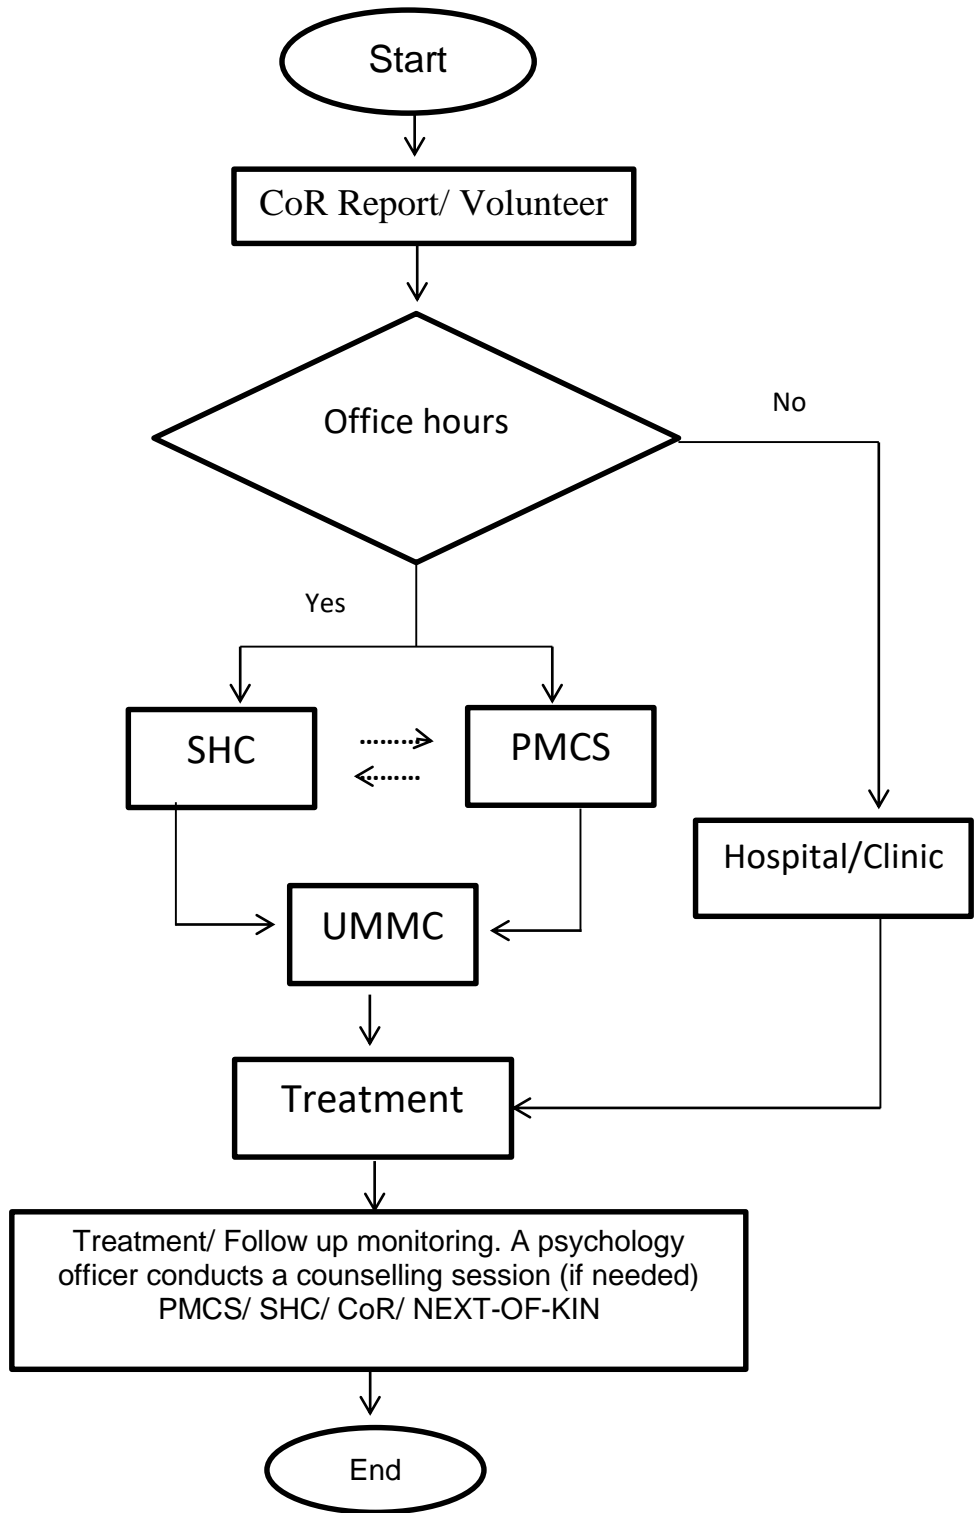 Start
CoR Report/ Volunteer
Office hours
No
Yes
SHC
PMCS
Hospital/Clinic
UMMC
Treatment
Treatment/ Follow up monitoring. A psychology
officer conducts a counselling session (if needed)
PMCS/ SHC/ CoR/ NEXT-OF-KIN
End